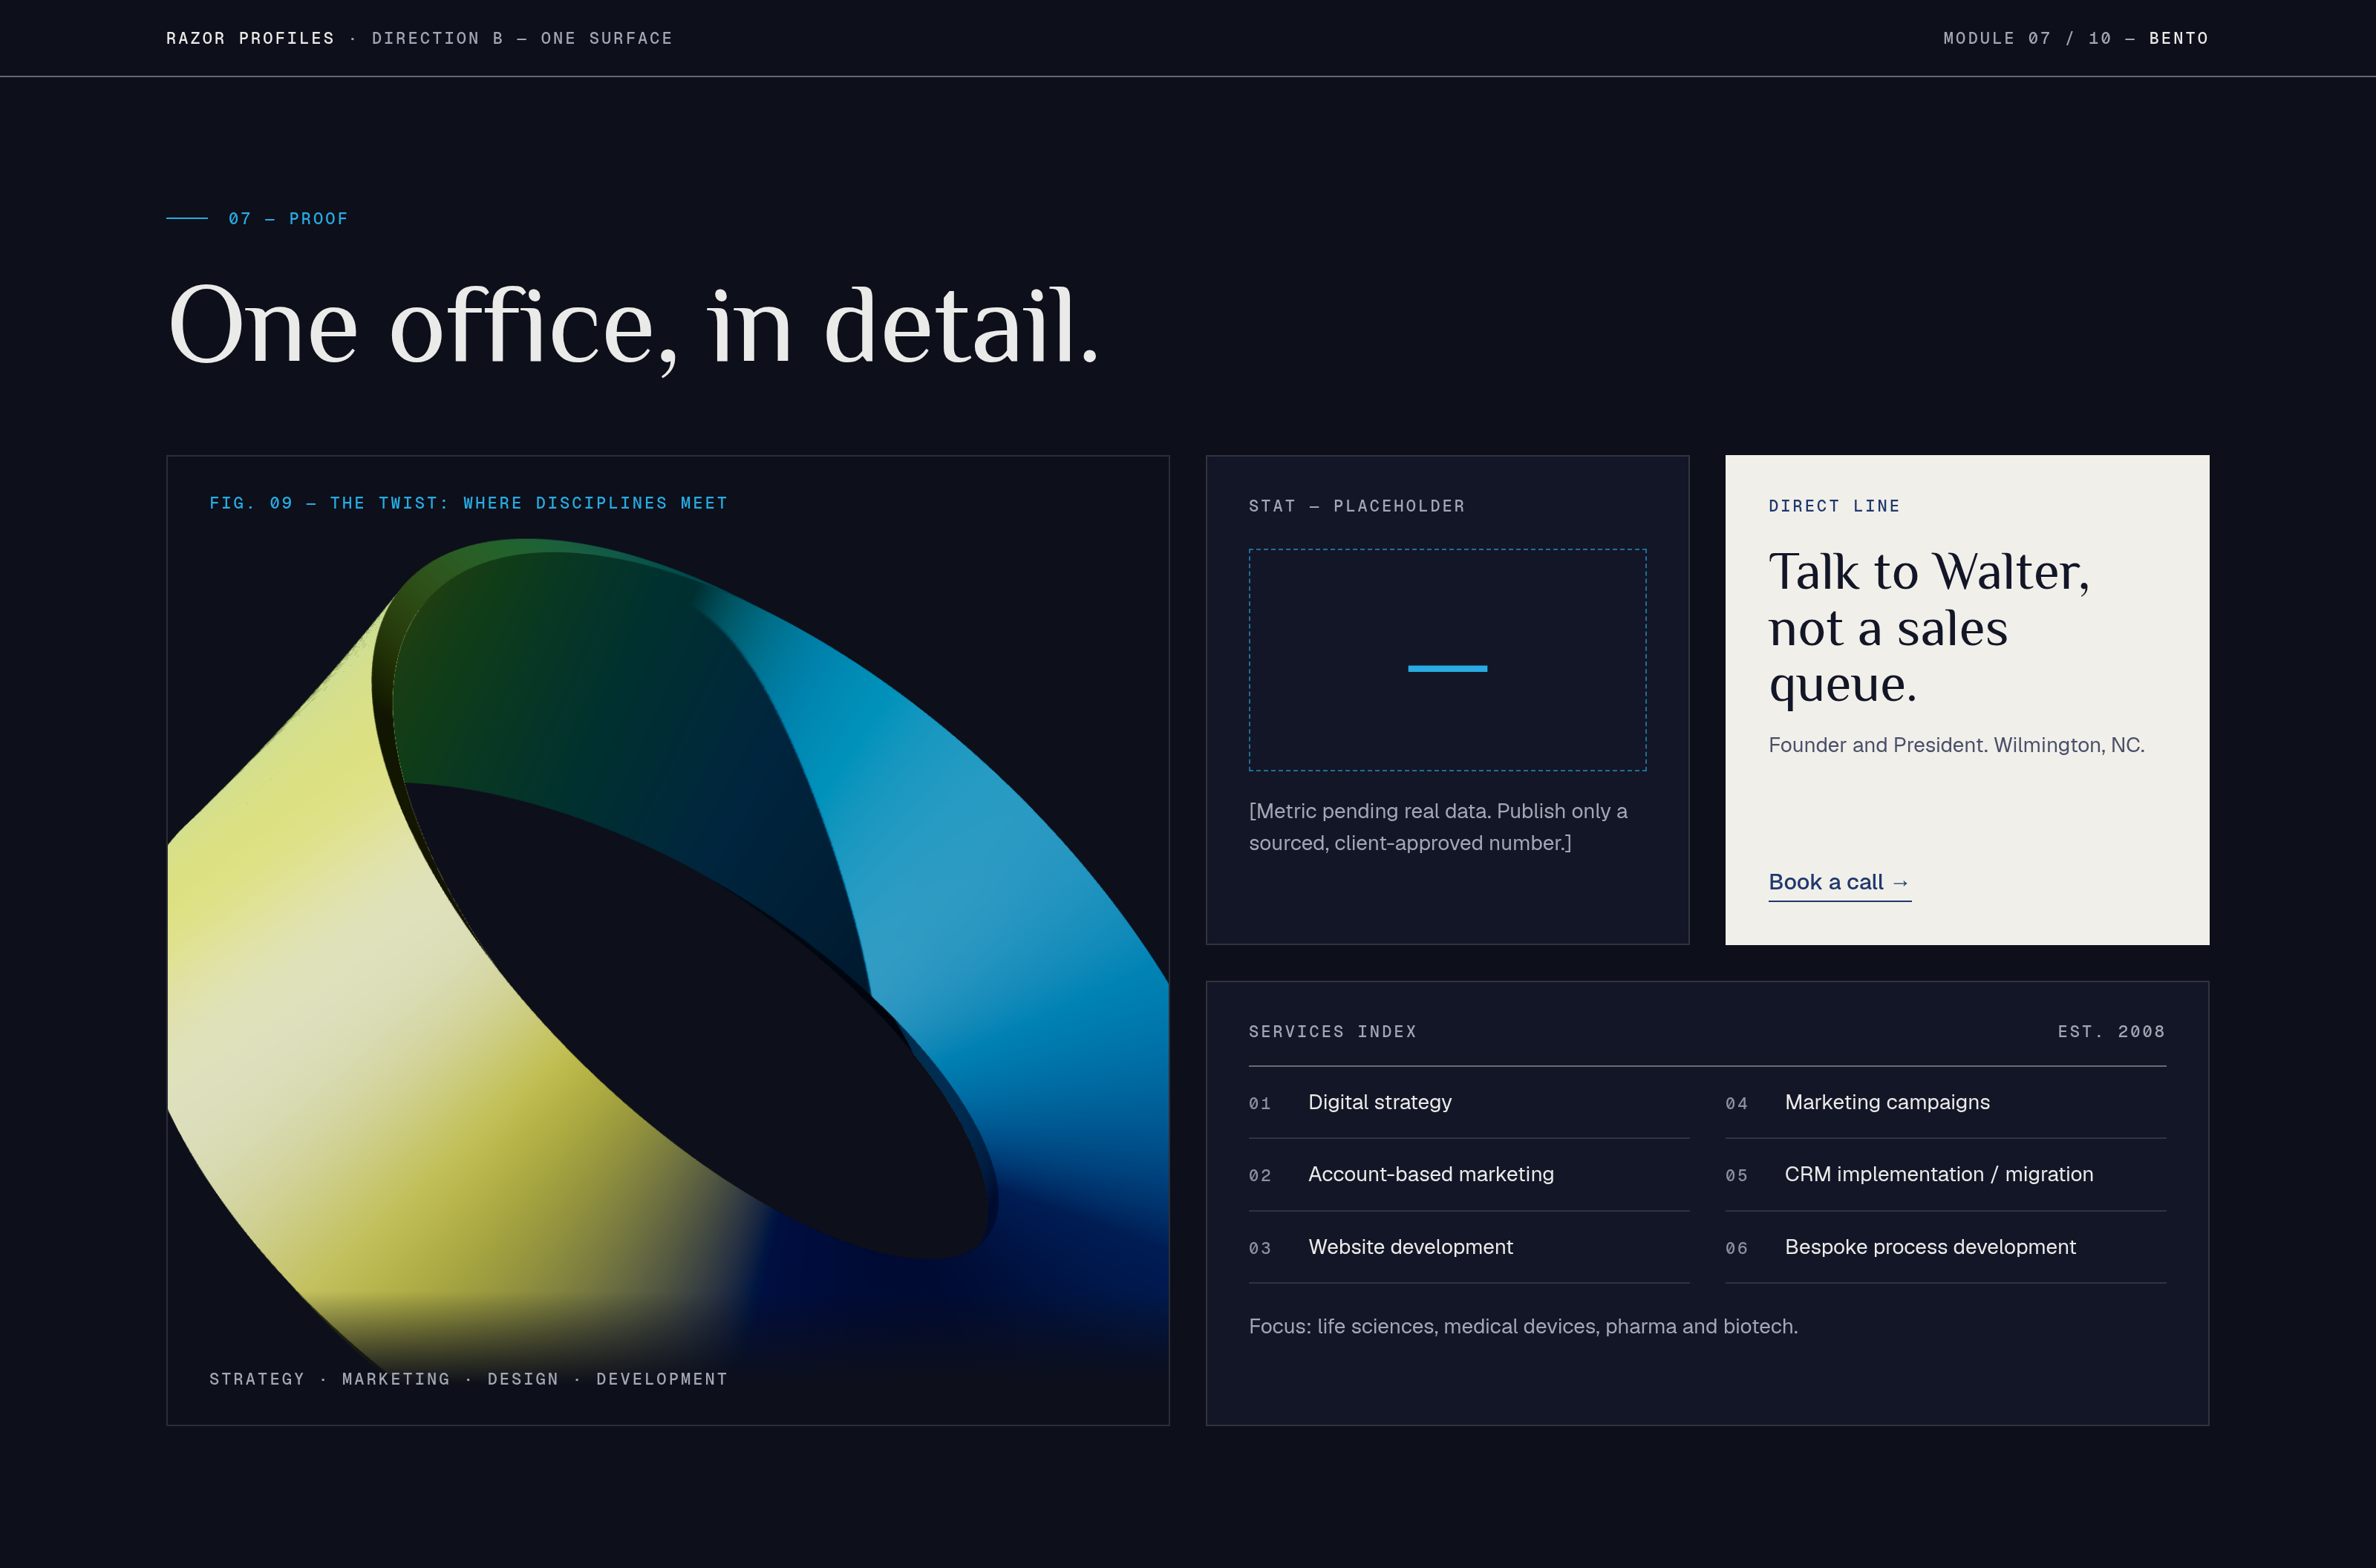 RAZOR PROFILES · DIRECTION B — ONE SURFACE
MODULE 07 / 10 — BENTO
07 — PROOF
One office, in detail.
FIG. 09 — THE TWIST: WHERE DISCIPLINES MEET
STRATEGY · MARKETING · DESIGN · DEVELOPMENT
STAT — PLACEHOLDER
[Metric pending real data. Publish only a
sourced, client-approved number.]
DIRECT LINE
Talk to Walter,
not a sales
queue.
Founder and President. Wilmington, NC.
Book a call →
SERVICES INDEX
EST. 2008
01 Digital strategy
02 Account-based marketing
03 Website development
04 Marketing campaigns
05 CRM implementation / migration
06 Bespoke process development
Focus: life sciences, medical devices, pharma and biotech.